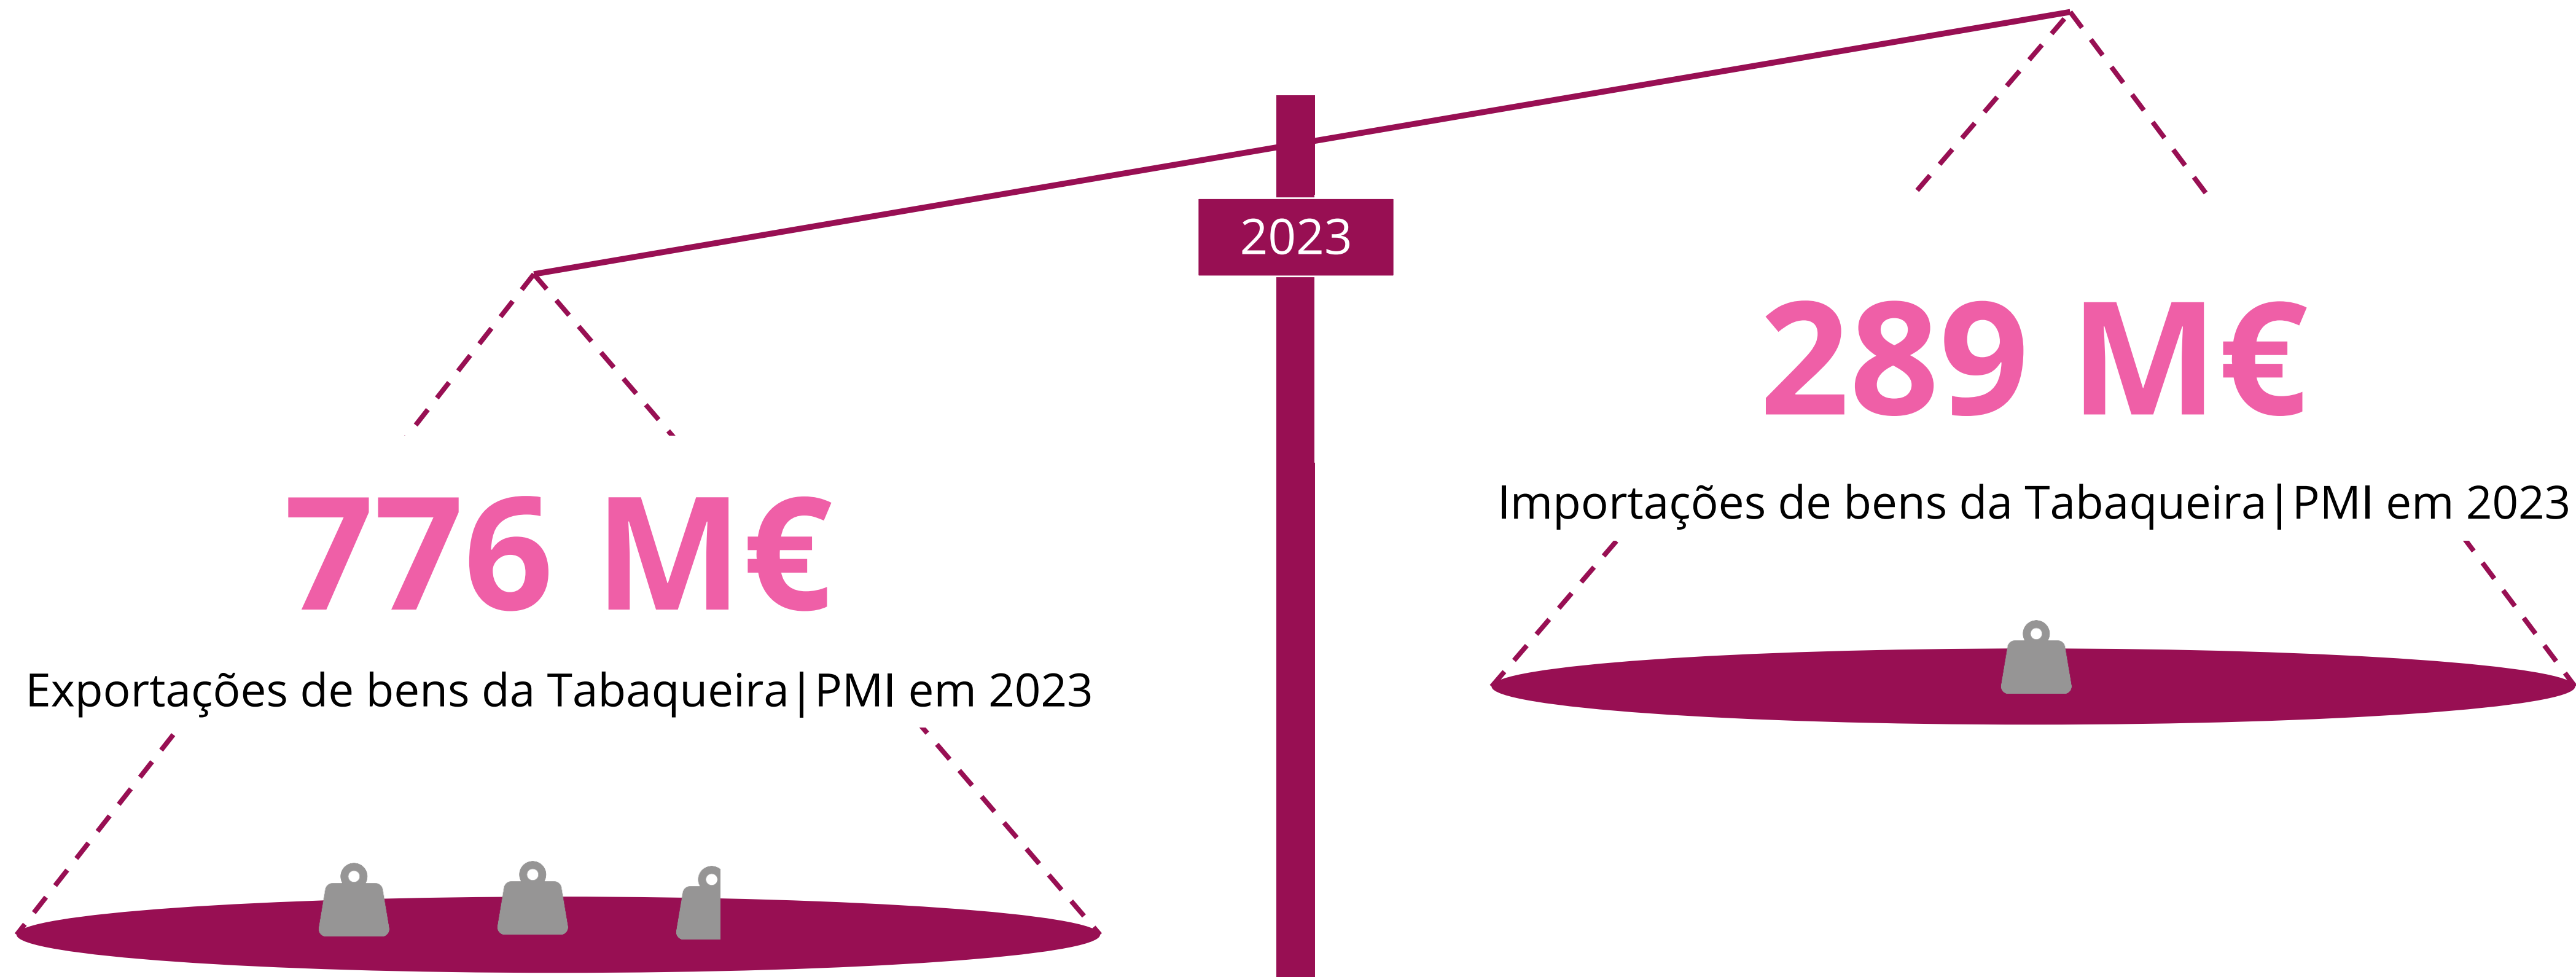 2023
776 M€
Exportações de bens da Tabaqueira|PMI em 2023
289 M€
Importações de bens da Tabaqueira|PMI em 2023